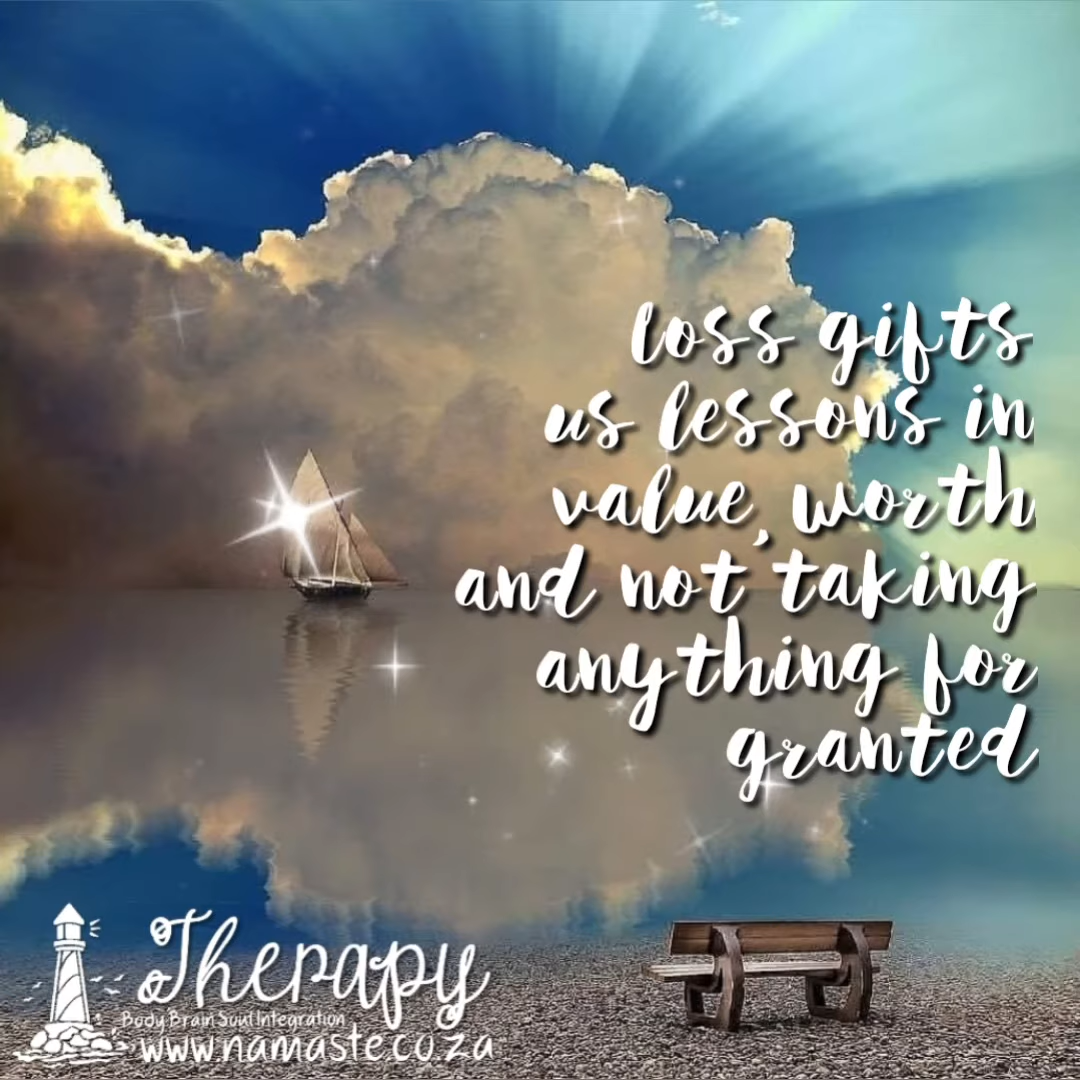 loss gifts
us lessons in
value, worth
and not taking
anything for
granted
Therapy
Body Brain Soul Integration
www.namaste.co.za